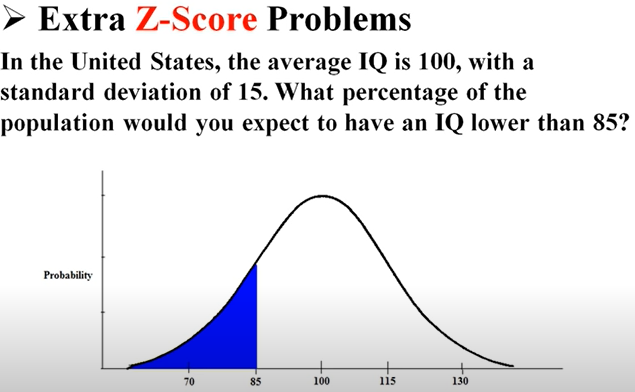 ➤ Extra Z-Score Problems
In the United States, the average IQ is 100, with a
standard deviation of 15. What percentage of the
population would you expect to have an IQ lower than 85?
Probability
70 85 100 115 130